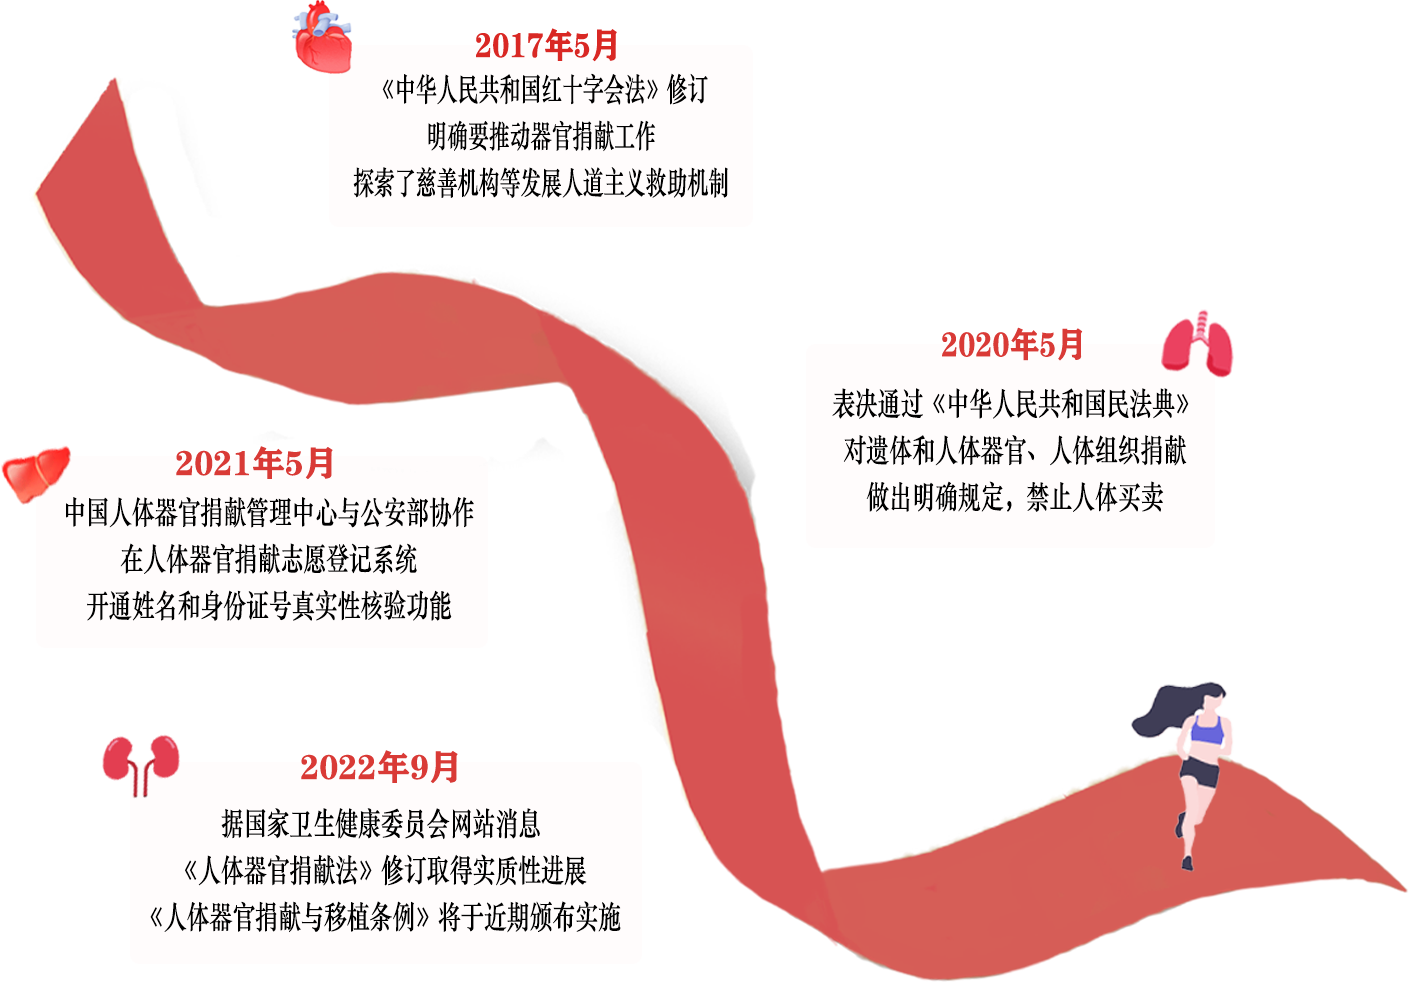 2017年5月
《中华人民共和国红十字会法》修订
明确要推动器官捐献工作
探索了慈善机构等发展人道主义救助机制
2020年5月
表决通过《中华人民共和国民法典》
对遗体和人体器官、人体组织捐献
做出明确规定，禁止人体买卖
2021年5月
中国人体器官捐献管理中心与公安部协作
在人体器官捐献志愿登记系统
开通姓名和身份证号真实性核验功能
2022年9月
据国家卫生健康委员会网站消息
《人体器官捐献法》修订取得实质性进展
《人体器官捐献与移植条例》将于近期颁布实施